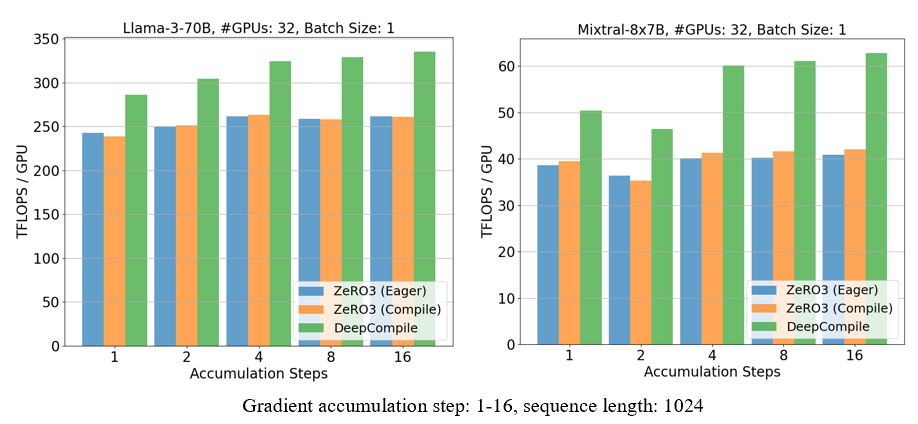 Llama-3-70B, #GPUs: 32, Batch Size: 1
TFLOPS / GPU
350
300
250
200
150
100
50
0
ZeRO3 (Eager)
ZeRO3 (Compile)
DeepCompile
1 2 4 8 16
Accumulation Steps
Mixtral-8x7B, #GPUs: 32, Batch Size: 1
TFLOPS / GPU
60
50
40
30
20
10
0
ZeRO3 (Eager)
ZeRO3 (Compile)
DeepCompile
1 2 4 8 16
Accumulation Steps
Gradient accumulation step: 1-16, sequence length: 1024